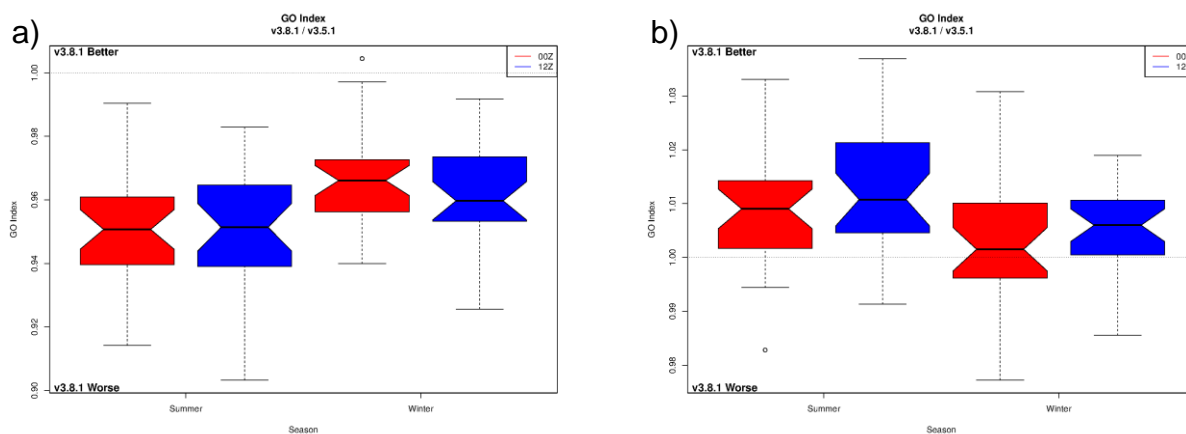 a)
GO Index
v3.8.1 / v3.5.1
v3.8.1 Better
00Z
12Z
1.00
0.98
0.96
0.94
0.92
0.90
GO Index
v3.8.1 Worse
Summer
Winter
Season
b)
GO Index
v3.8.1 / v3.5.1
v3.8.1 Better
00
12
1.03
1.02
1.01
1.00
0.99
0.98
GO Index
v3.8.1 Worse
Summer
Winter
Season